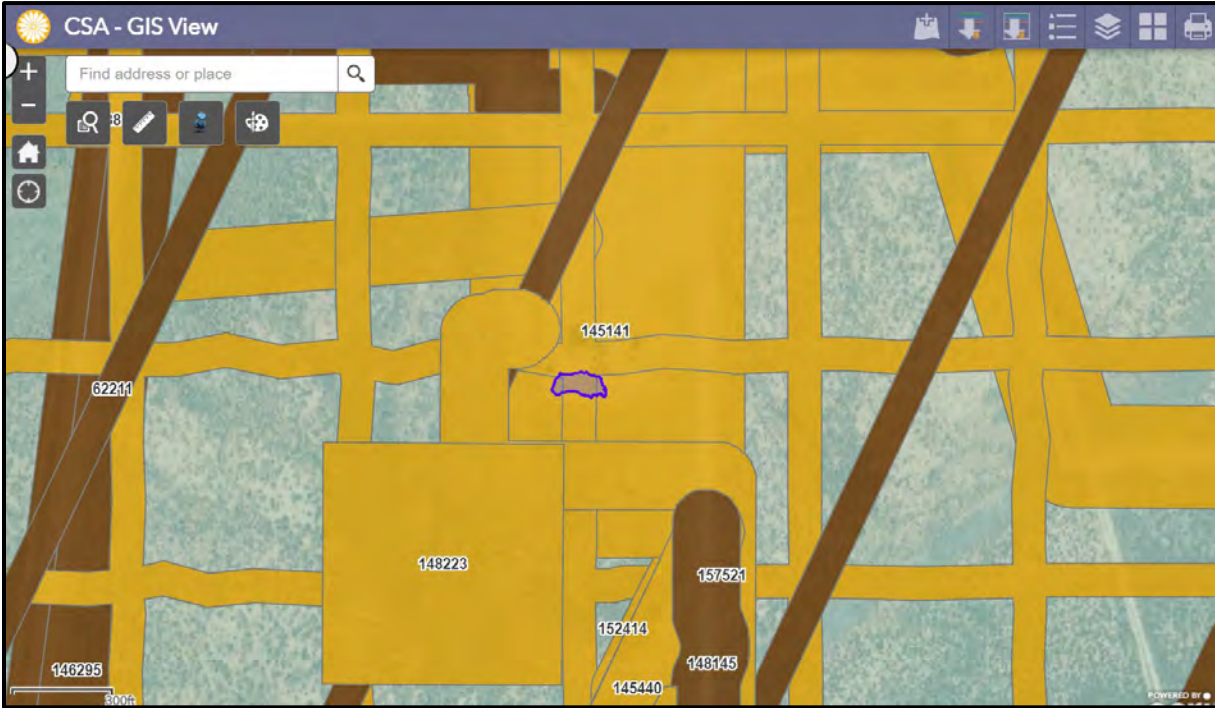 CSA - GIS View
Find address or place
145141
62211
148223
157521
152414
148145
146295
145440
300ft
POWERED BY